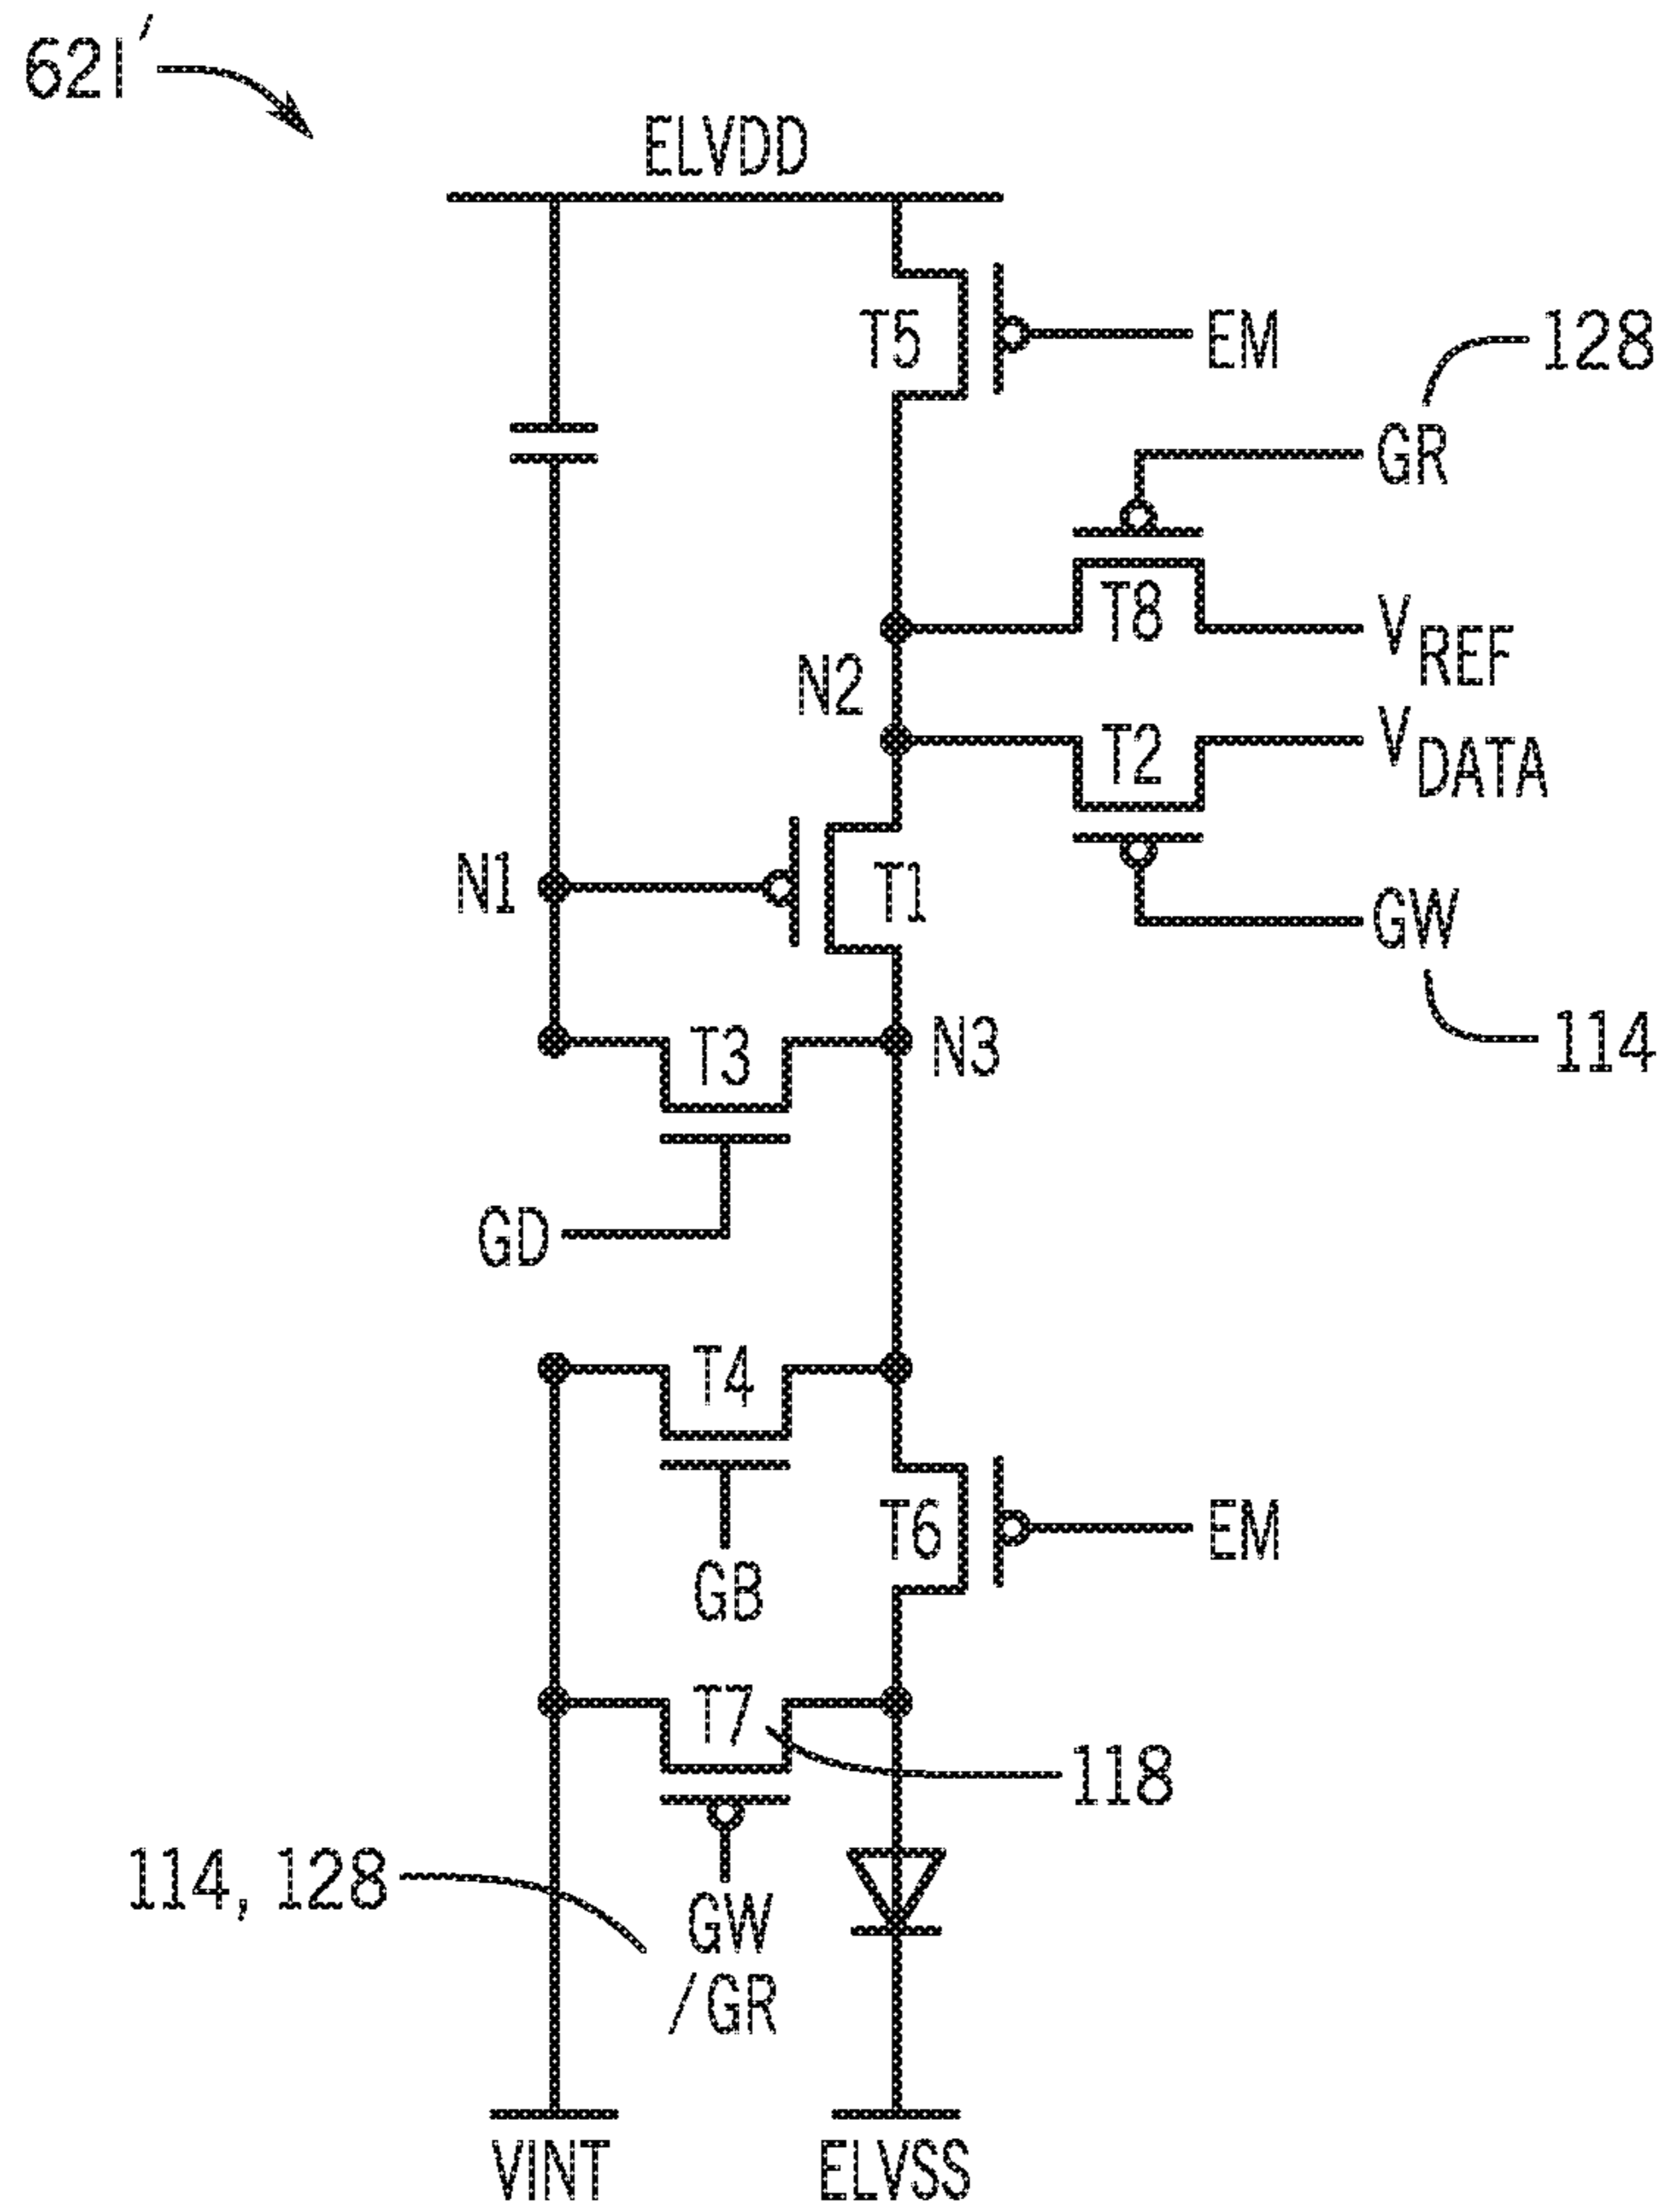 621'
ELVDD
T5
EM
128
GR
T8
VREF
N2
T2
VDATA
N1
T1
GW
T3
N3
114
GD
T4
T6
EM
GB
T7
118
114, 128
GW
/GR
VINT
ELVSS